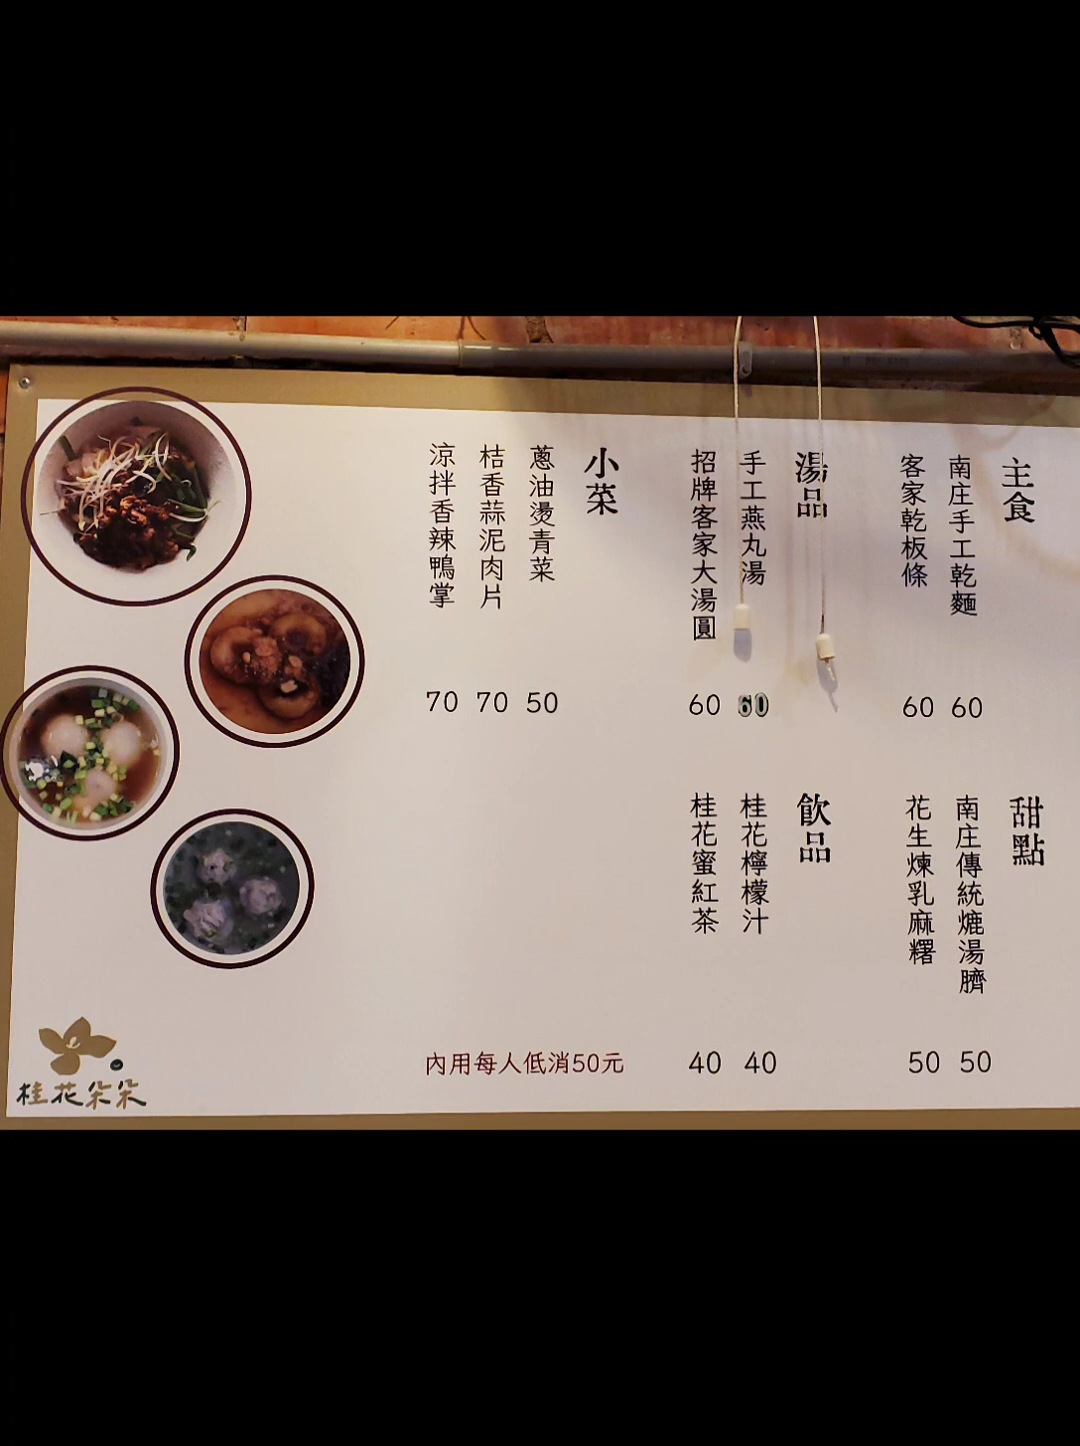 主食
南庄手工乾麵
60
客家乾板條
60
湯品
手工燕丸湯
60
招牌客家大湯圓
60
小菜
蔥油燙青菜
50
桔香蒜泥肉片
70
涼拌香辣鴨掌
70
甜點
南庄傳統熝湯臍
50
花生煉乳麻糬
50
飲品
桂花檸檬汁
40
桂花蜜紅茶
40
內用每人低消50元
桂花朵朵